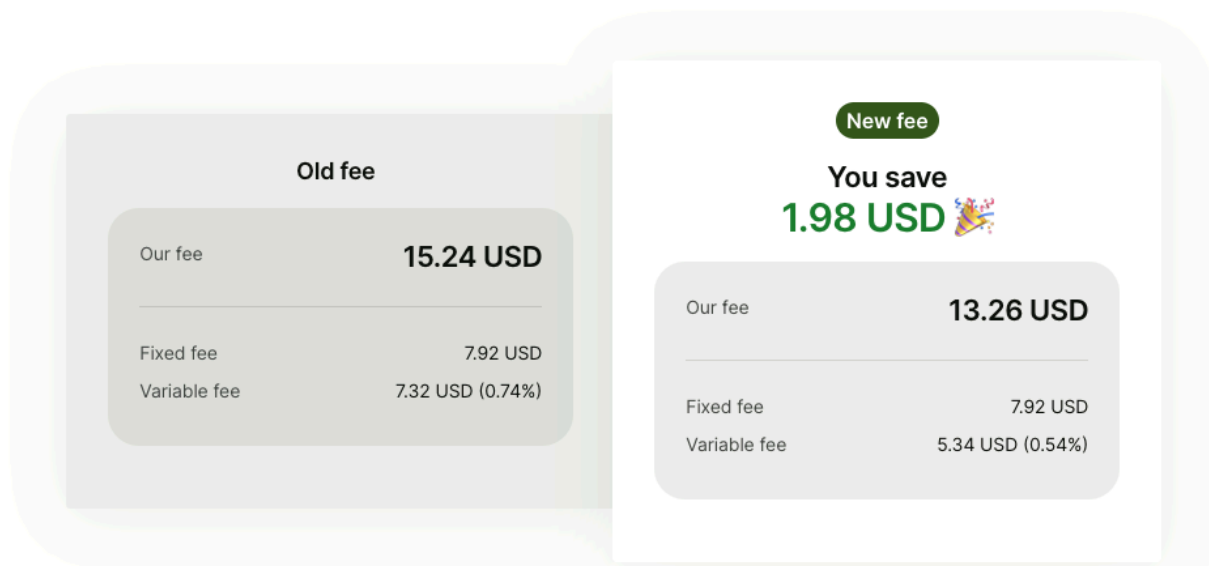 Old fee
Our fee 15.24 USD
Fixed fee 7.92 USD
Variable fee 7.32 USD (0.74%)
New fee
You save
1.98 USD 🎉
Our fee 13.26 USD
Fixed fee 7.92 USD
Variable fee 5.34 USD (0.54%)